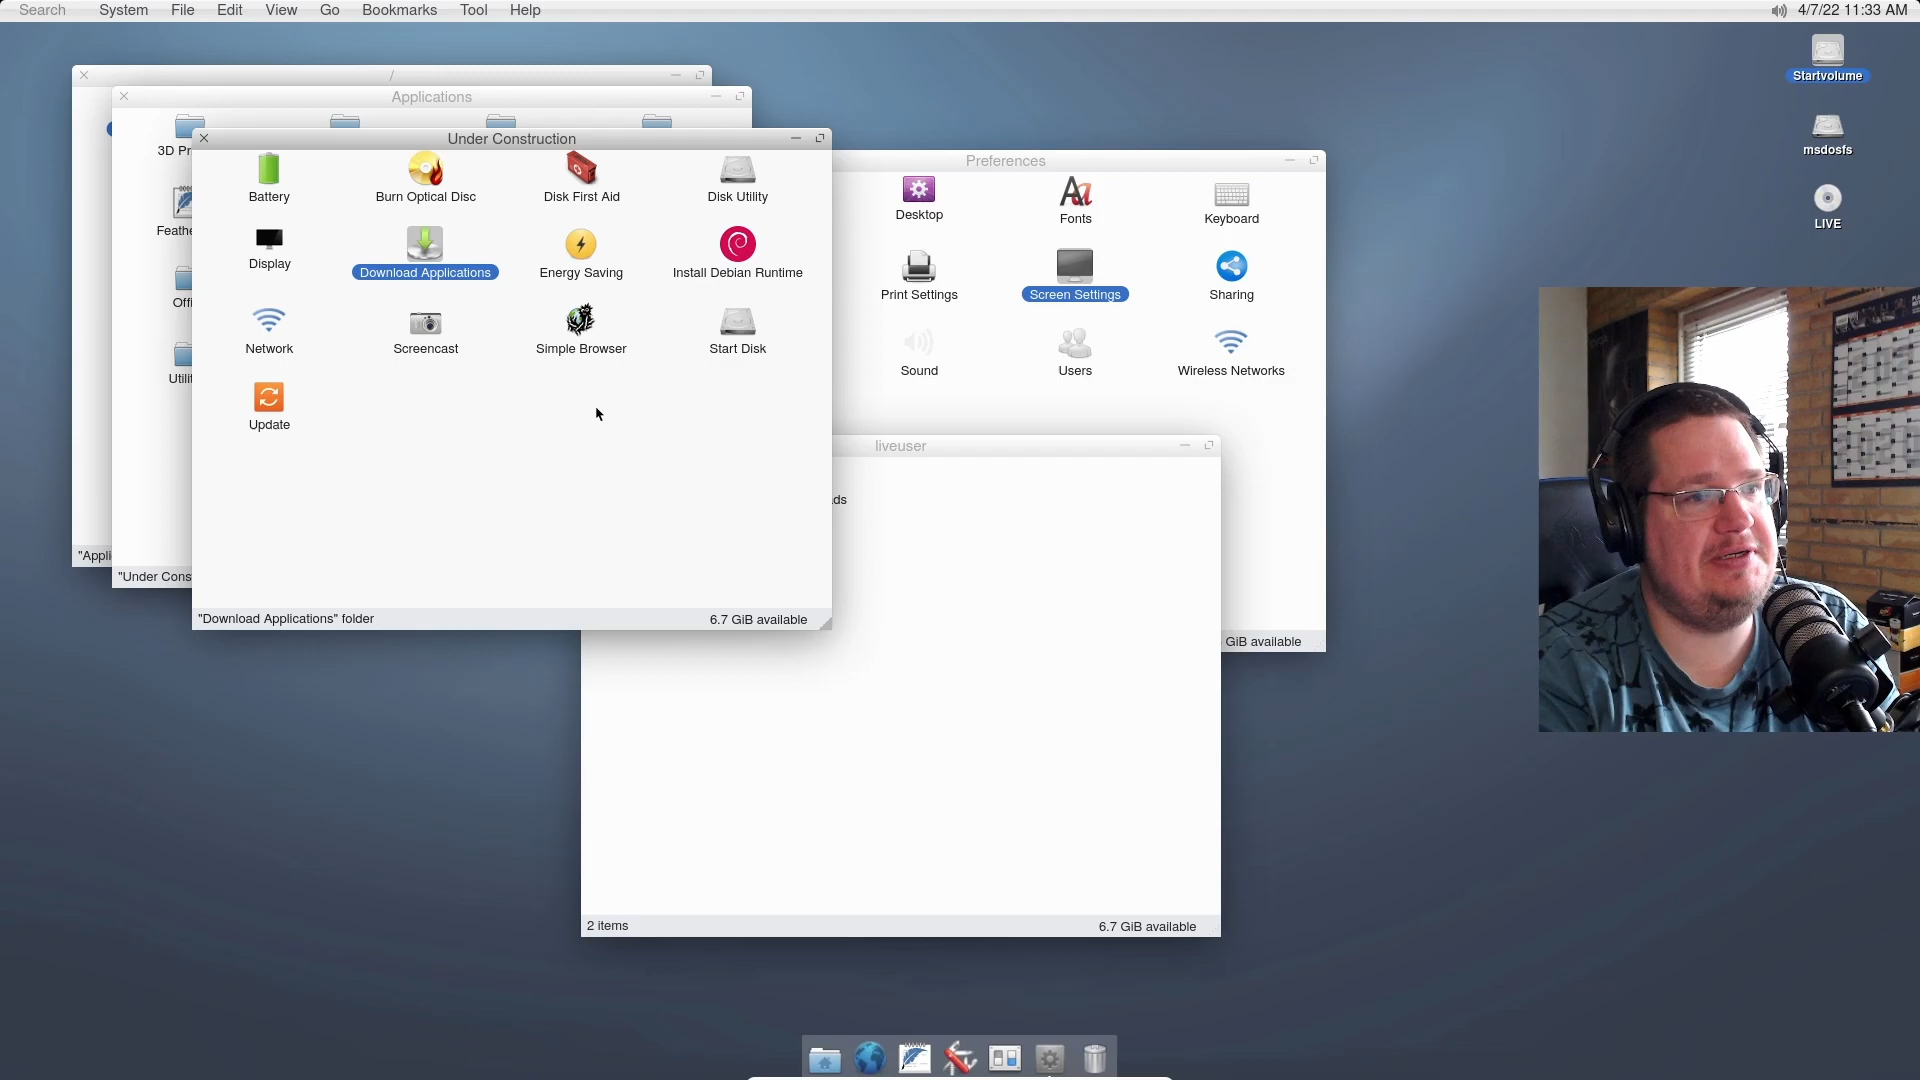 Search System File Edit View Go Bookmarks Tool Help
4/7/22 11:33 AM
Startvolume
msdosfs
LIVE
/
"Appli
Applications
3D Pr
Feathe
Offi
Utilit
"Under Cons
Under Construction
Battery Burn Optical Disc Disk First Aid Disk Utility
Display Download Applications Energy Saving Install Debian Runtime
Network Screencast Simple Browser Start Disk
Update
"Download Applications" folder 6.7 GiB available
Preferences
Desktop Fonts Keyboard
Print Settings Screen Settings Sharing
Sound Users Wireless Networks
GiB available
liveuser
ds
2 items 6.7 GiB available